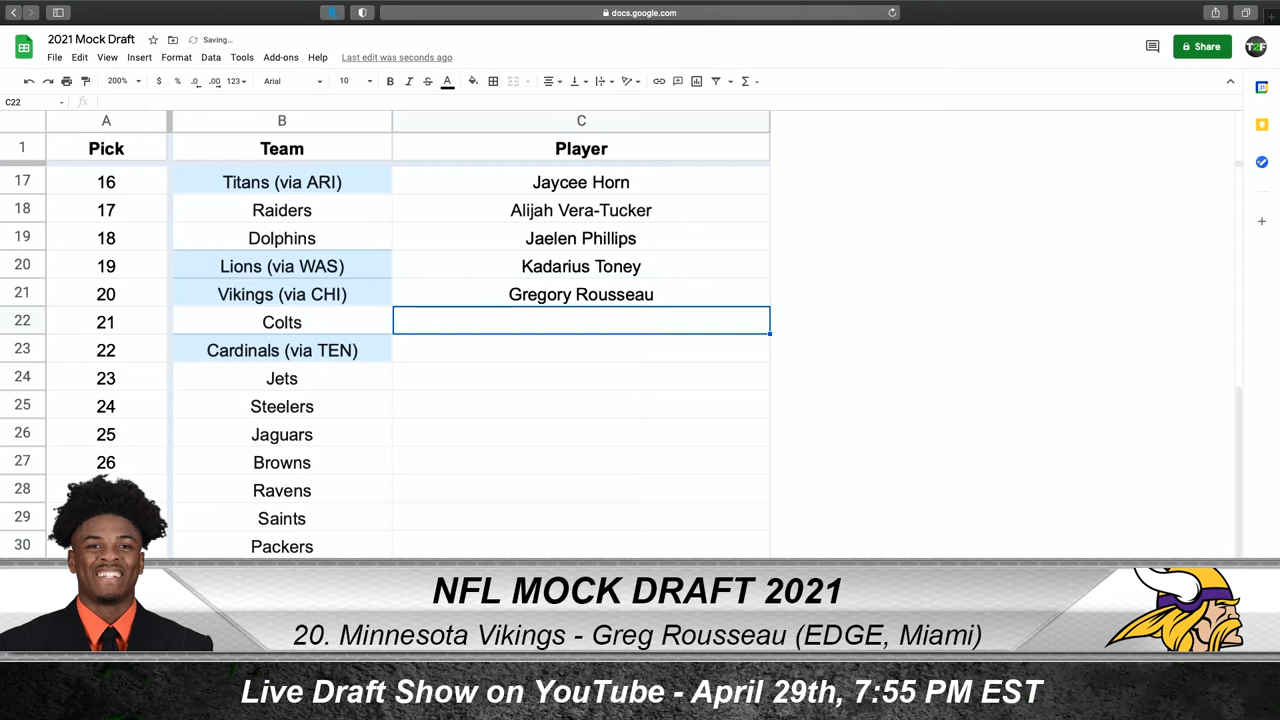 docs.google.com
2021 Mock Draft Saving...
T2F
Share
File Edit View Insert Format Data Tools Add-ons Help Last edit was seconds ago
200% $ % .0 .00 123 Arial 10 B I S A
C22 fx
A B C
1 Pick Team Player
17 16 Titans (via ARI) Jaycee Horn
18 17 Raiders Alijah Vera-Tucker
19 18 Dolphins Jaelen Phillips
20 19 Lions (via WAS) Kadarius Toney
21 20 Vikings (via CHI) Gregory Rousseau
22 21 Colts
23 22 Cardinals (via TEN)
24 23 Jets
25 24 Steelers
26 25 Jaguars
27 26 Browns
28 Ravens
29 Saints
30 Packers
NFL MOCK DRAFT 2021
20. Minnesota Vikings - Greg Rousseau (EDGE, Miami)
Live Draft Show on YouTube - April 29th, 7:55 PM EST